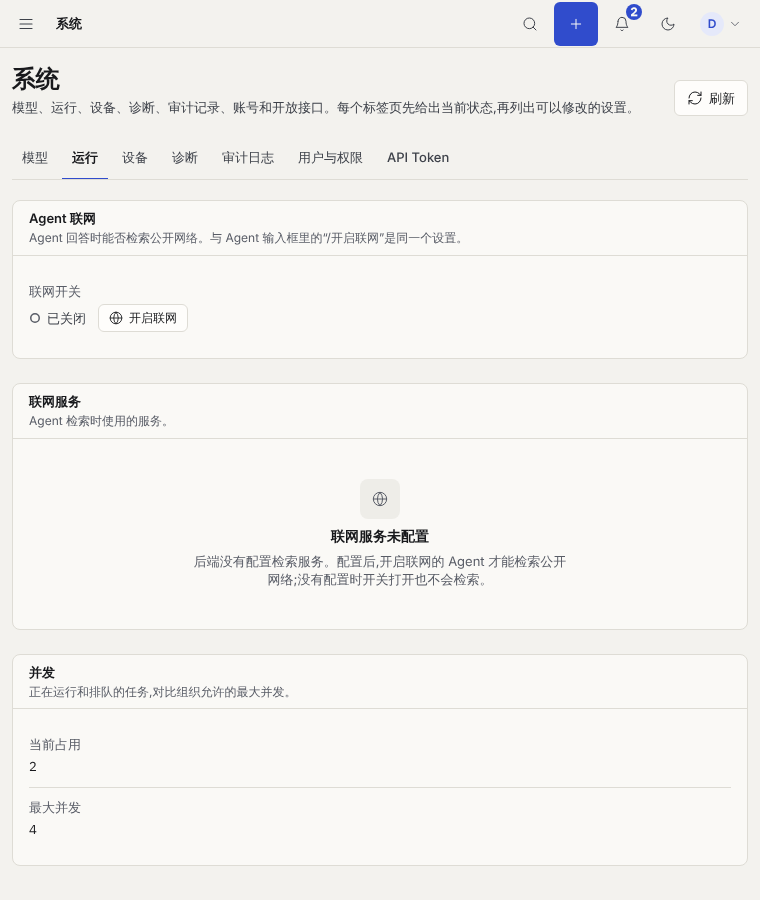 系统
2
D
系统
模型、运行、设备、诊断、审计记录、账号和开放接口。每个标签页先给出当前状态,再列出可以修改的设置。
刷新
模型 运行 设备 诊断 审计日志 用户与权限 API Token
Agent 联网
Agent 回答时能否检索公开网络。与 Agent 输入框里的“/开启联网”是同一个设置。
联网开关
已关闭 开启联网
联网服务
Agent 检索时使用的服务。
联网服务未配置
后端没有配置检索服务。配置后,开启联网的 Agent 才能检索公开
网络;没有配置时开关打开也不会检索。
并发
正在运行和排队的任务,对比组织允许的最大并发。
当前占用
2
最大并发
4